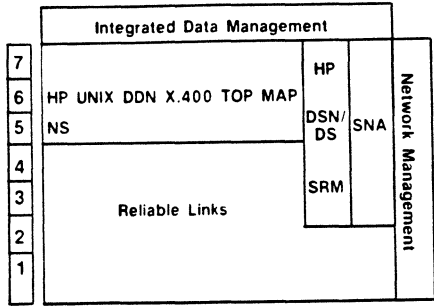 Integrated Data Management
7
6
5
4
3
2
1
HP UNIX DDN X.400 TOP MAP
NS
HP
DSN/
DS
SRM
SNA
Reliable Links
Network Management